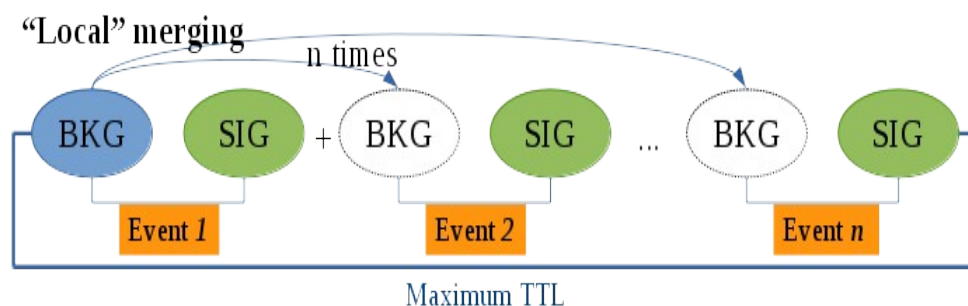 “Local” merging
n times
BKG SIG + BKG SIG ... BKG SIG
Event 1 Event 2 Event n
Maximum TTL